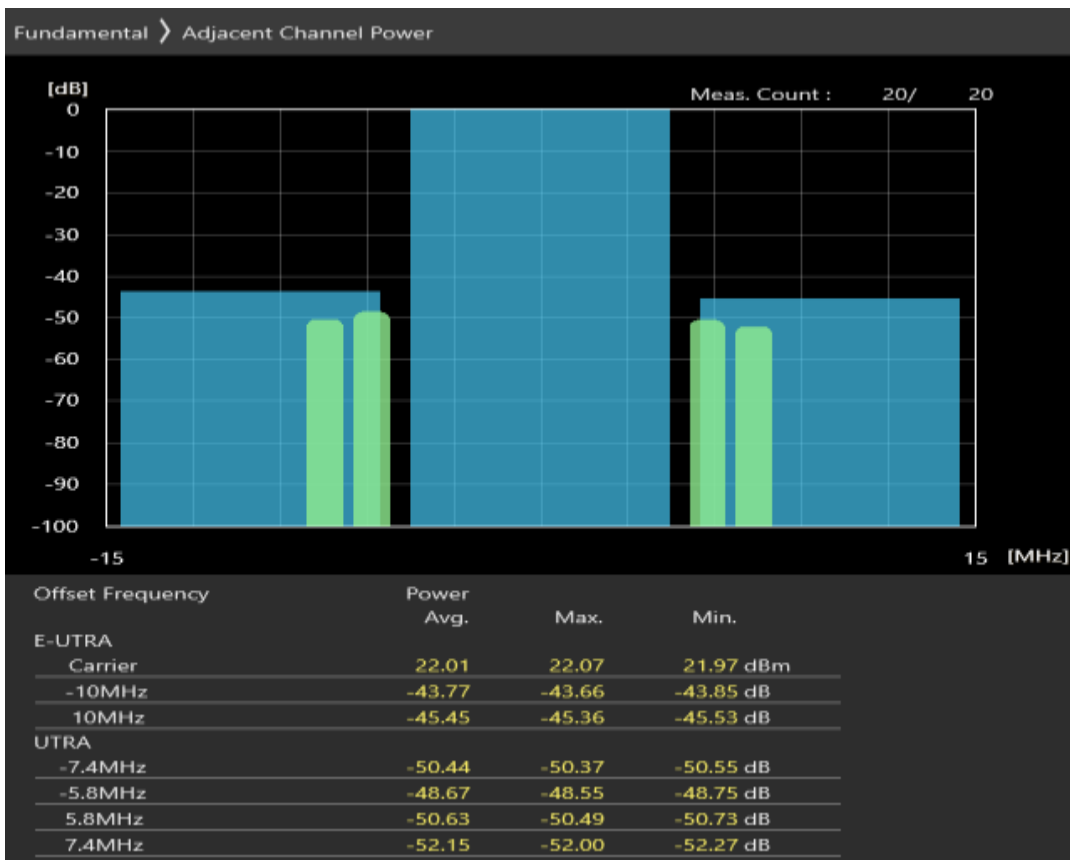 Fundamental ❯ Adjacent Channel Power
[dB]
Meas. Count : 20/ 20
0
-10
-20
-30
-40
-50
-60
-70
-80
-90
-100
-15 15 [MHz]
Offset Frequency Power
Avg. Max. Min.
E-UTRA
Carrier 22.01 22.07 21.97 dBm
-10MHz -43.77 -43.66 -43.85 dB
10MHz -45.45 -45.36 -45.53 dB
UTRA
-7.4MHz -50.44 -50.37 -50.55 dB
-5.8MHz -48.67 -48.55 -48.75 dB
5.8MHz -50.63 -50.49 -50.73 dB
7.4MHz -52.15 -52.00 -52.27 dB